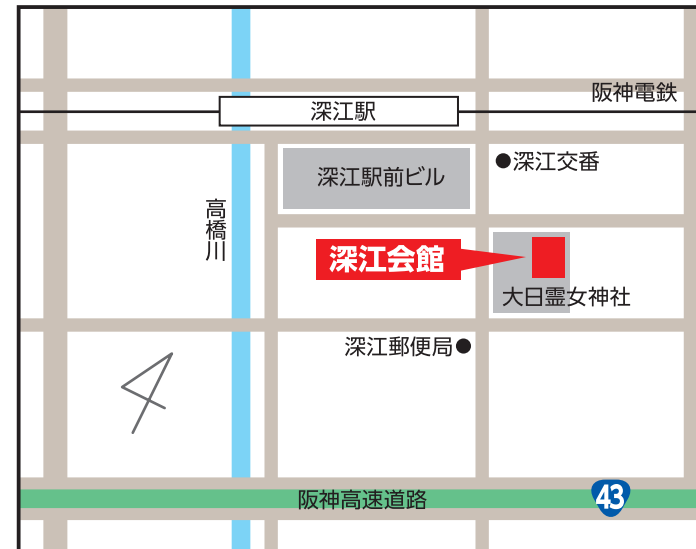 阪神電鉄
深江駅
深江交番
深江駅前ビル
高橋川
深江会館
大日霊女神社
深江郵便局
阪神高速道路
43